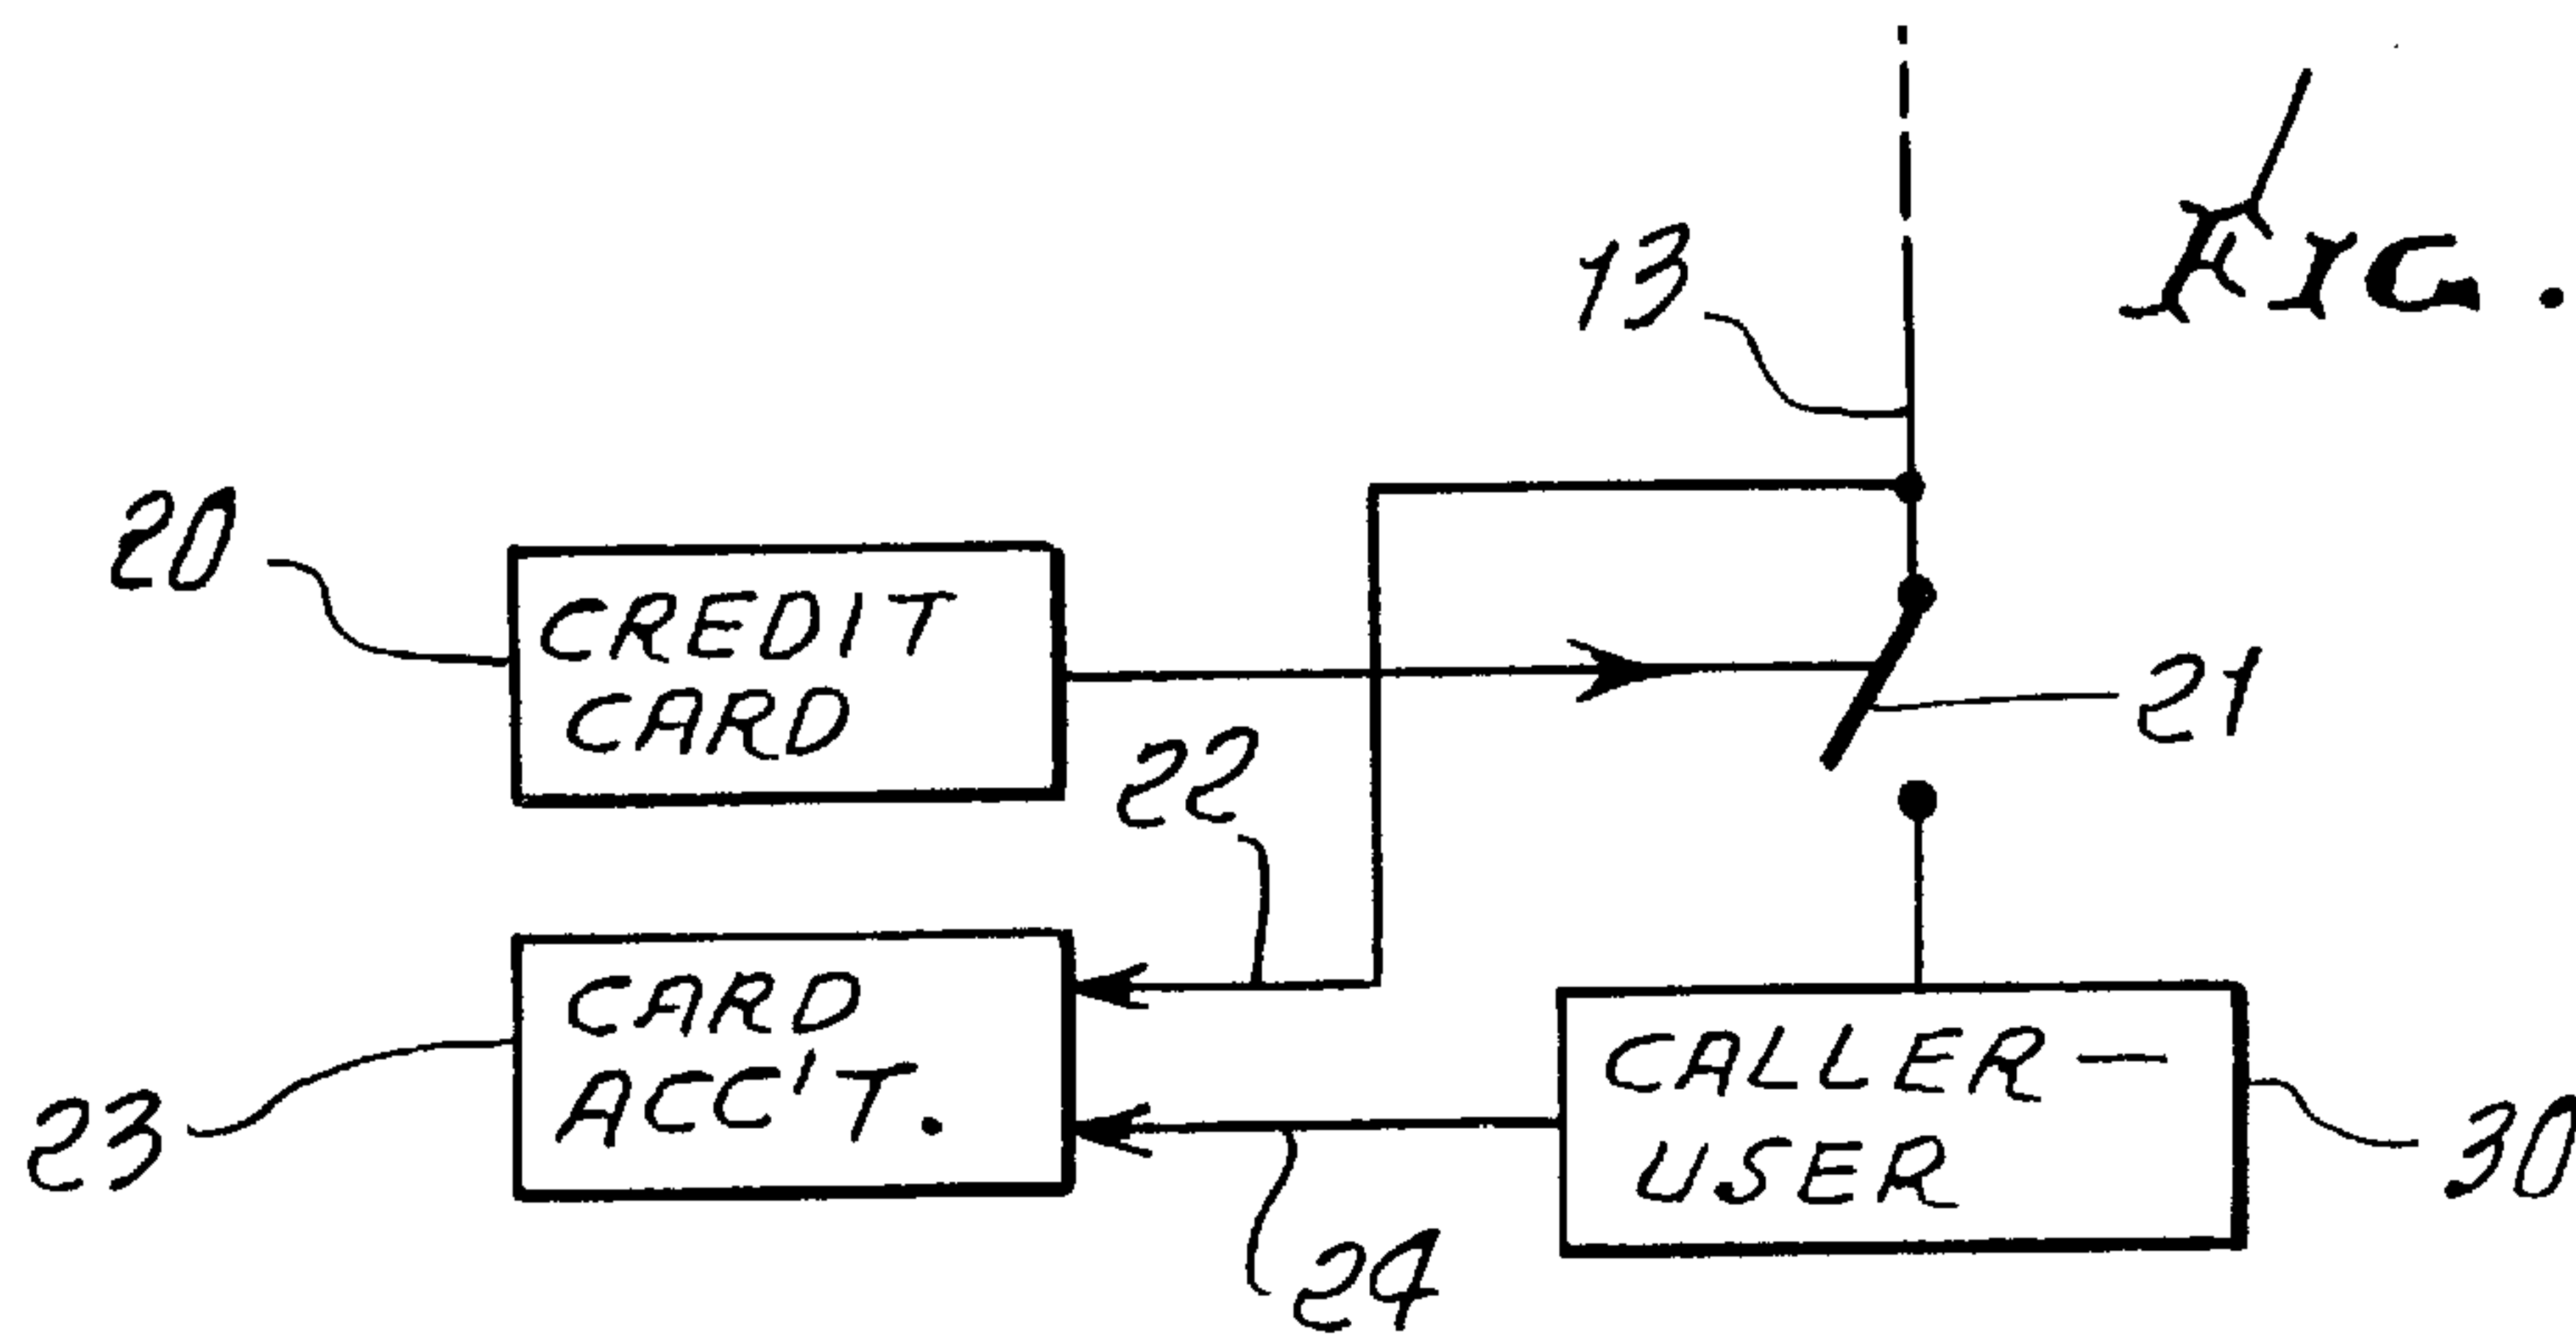 FIG.
13
20
CREDIT
CARD
21
22
CARD
ACC'T.
23
CALLER-
USER
30
24